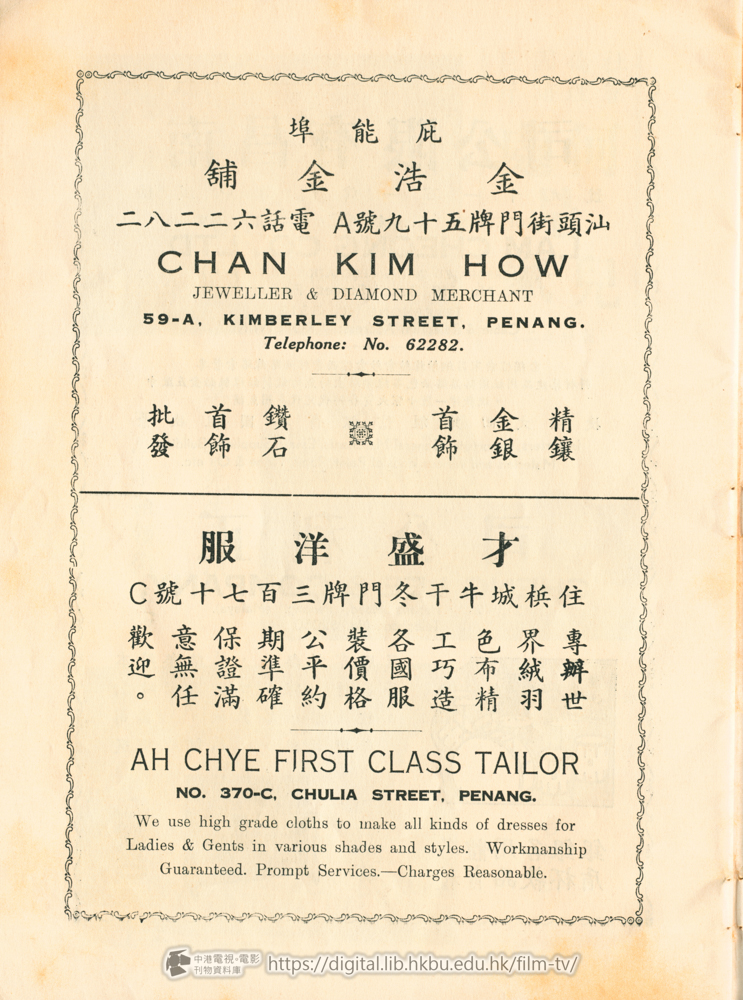 庇能埠
金浩金舖
汕頭街門牌五十九號A 電話六二二八二
CHAN KIM HOW
JEWELLER & DIAMOND MERCHANT
59-A, KIMBERLEY STREET, PENANG.
Telephone: No. 62282.
精鑲
金銀
首飾
鑽石
首飾
批發
才盛洋服
住梹城牛干冬門牌三百七十號C
專辦世
界絨羽
色布精
工巧造
各國服
裝價格
公平約
期準確
保證滿
意無任
歡迎。
AH CHYE FIRST CLASS TAILOR
NO. 370-C, CHULIA STREET, PENANG.
We use high grade cloths to make all kinds of dresses for
Ladies & Gents in various shades and styles. Workmanship
Guaranteed. Prompt Services.—Charges Reasonable.
中港電視·電影
刊物資料庫
https://digital.lib.hkbu.edu.hk/film-tv/